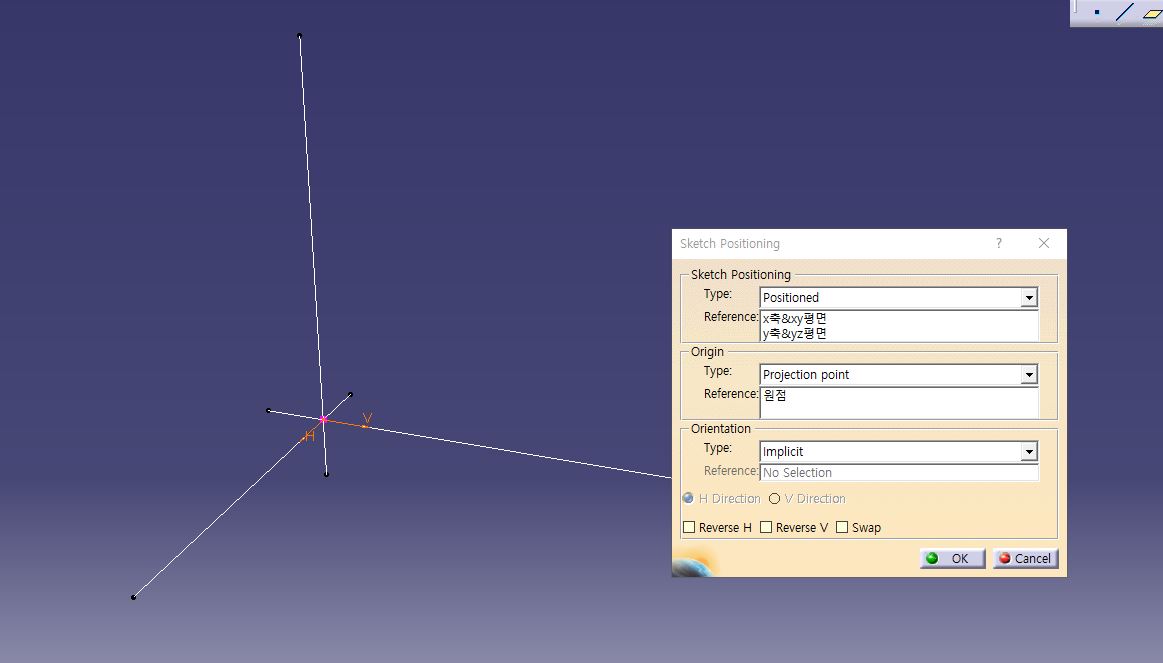 V
H
Sketch Positioning ? ×
Sketch Positioning
Type: Positioned
Reference: x축&xy평면
y축&yz평면
Origin
Type: Projection point
Reference: 원점
Orientation
Type: Implicit
Reference: No Selection
H Direction V Direction
Reverse H Reverse V Swap
OK Cancel